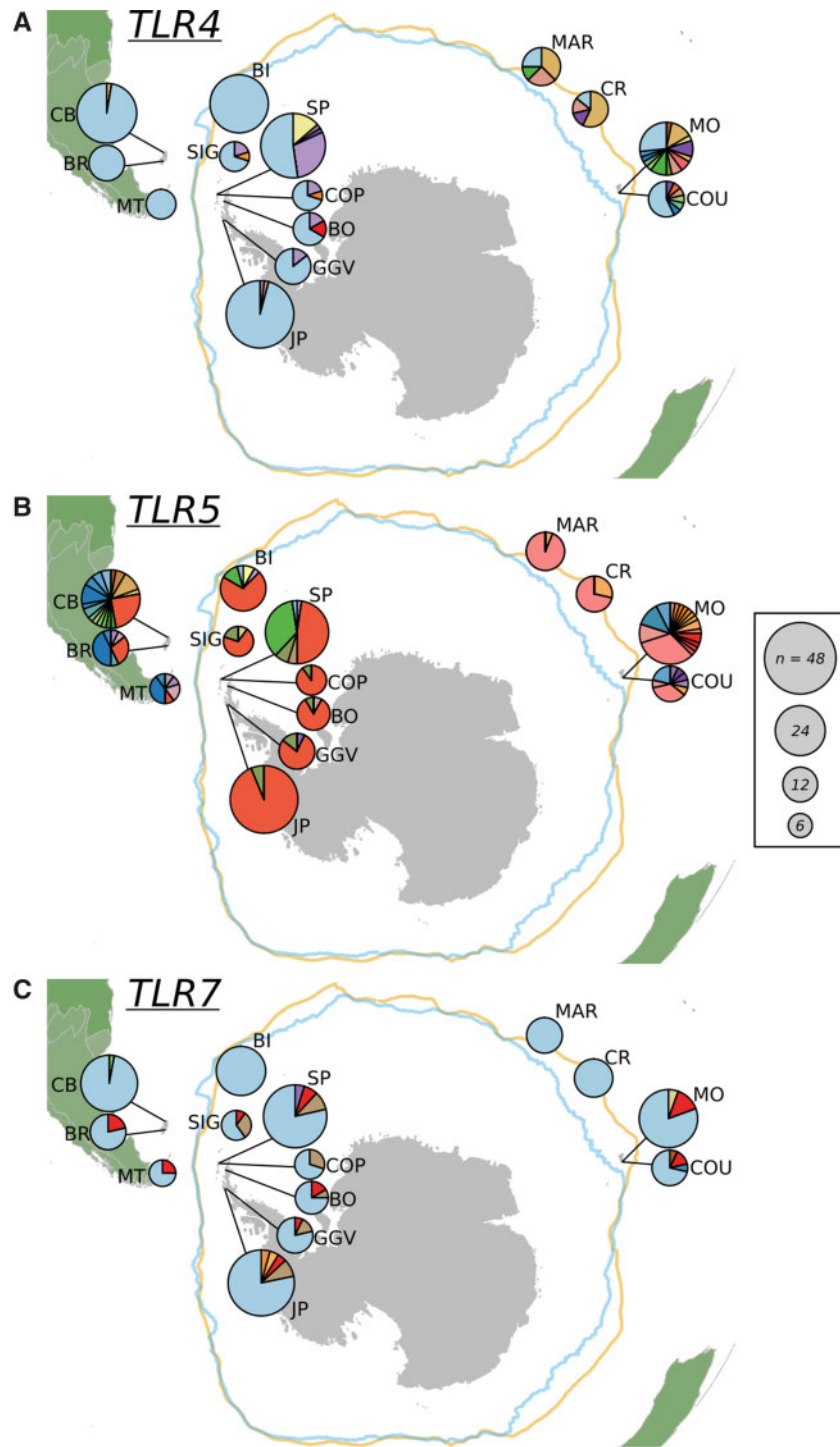 A
TLR4
MAR
BI
CR
SP
CB
MO
SIG
BR
COP
COU
MT
BO
GGV
JP
B
TLR5
MAR
BI
CR
SP
CB
MO
SIG
BR
COP
COU
MT
BO
GGV
JP
n = 48
24
12
6
C
TLR7
MAR
BI
CR
SP
CB
MO
SIG
BR
COP
COU
MT
BO
GGV
JP